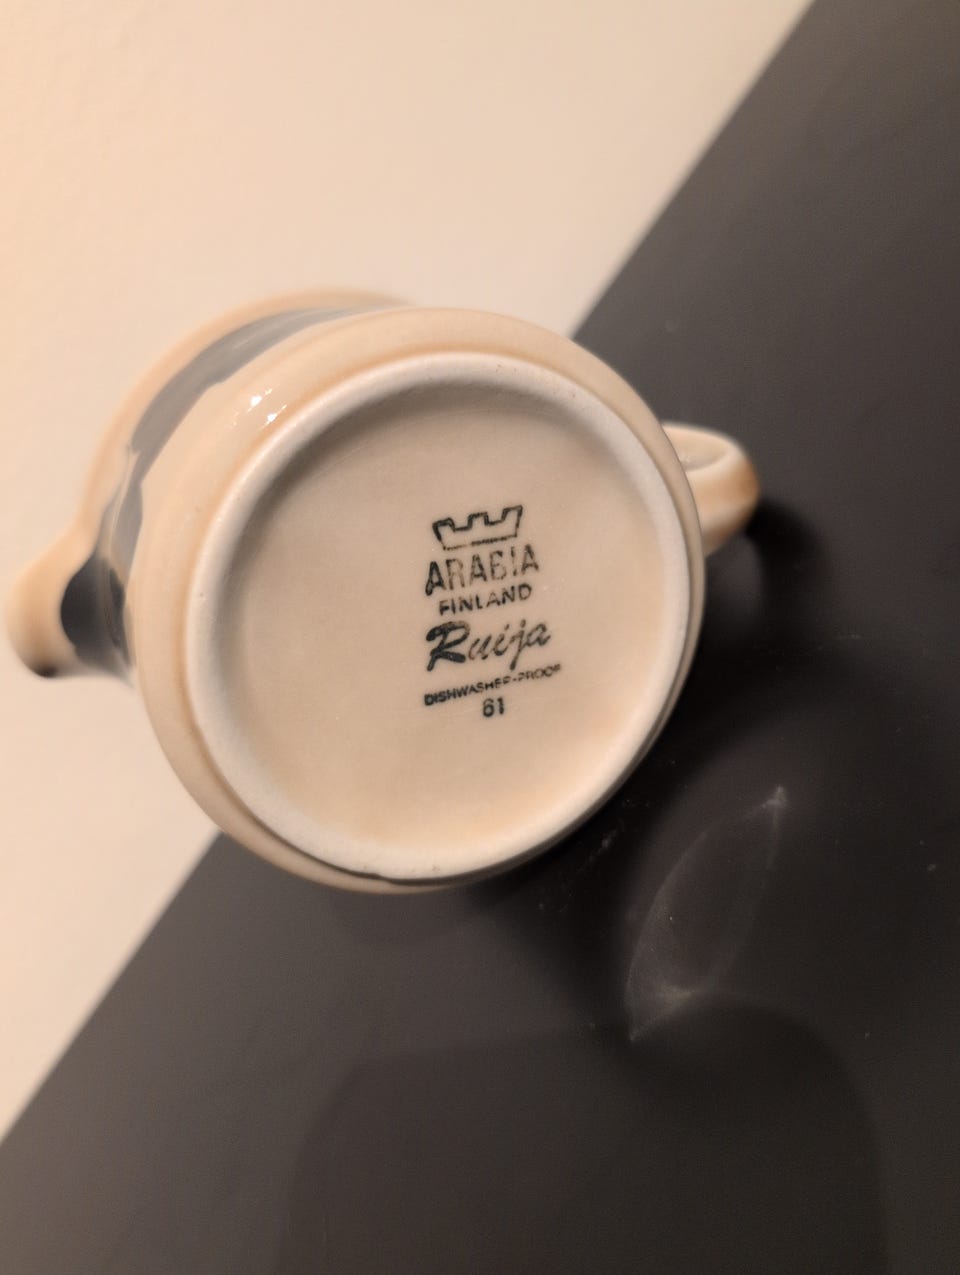 ARABIA
FINLAND
Ruija
DISHWASHER-PROOF
61